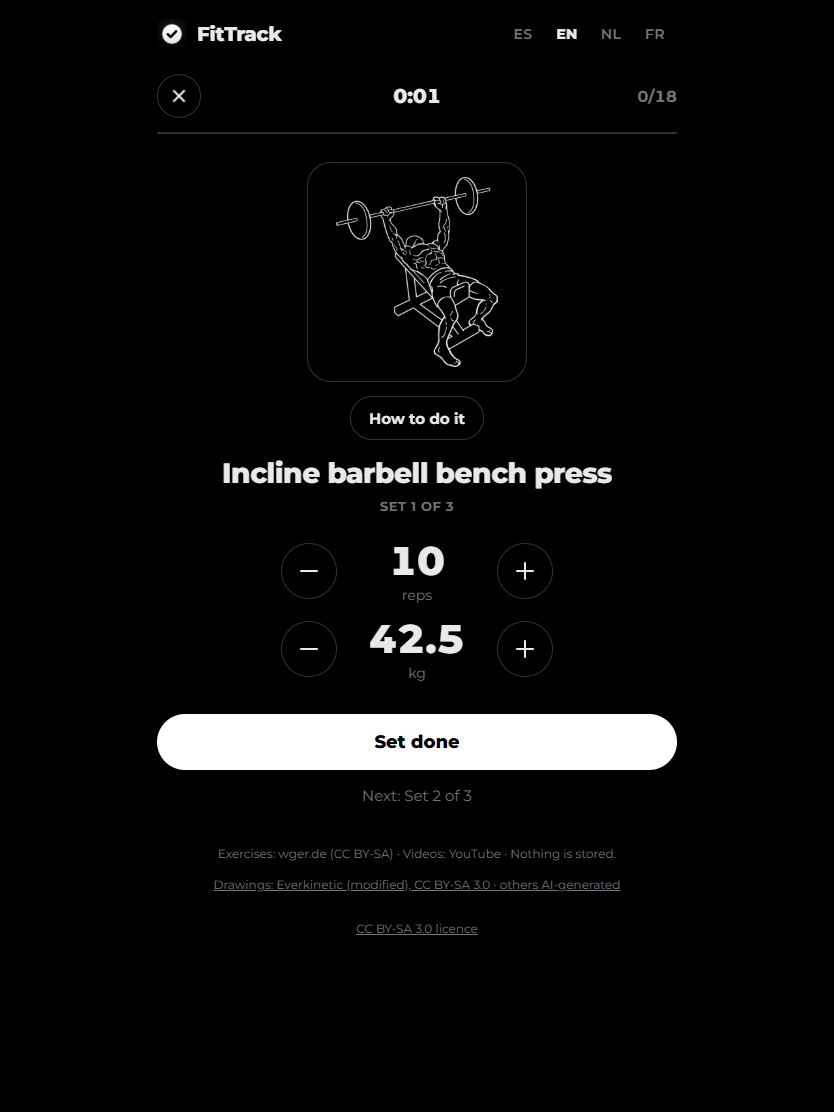 FitTrack
ES EN NL FR
0:01
0/18
How to do it
Incline barbell bench press
SET 1 OF 3
10
reps
42.5
kg
Set done
Next: Set 2 of 3
Exercises: wger.de (CC BY-SA) · Videos: YouTube · Nothing is stored.
Drawings: Everkinetic (modified), CC BY-SA 3.0 · others AI-generated
CC BY-SA 3.0 licence